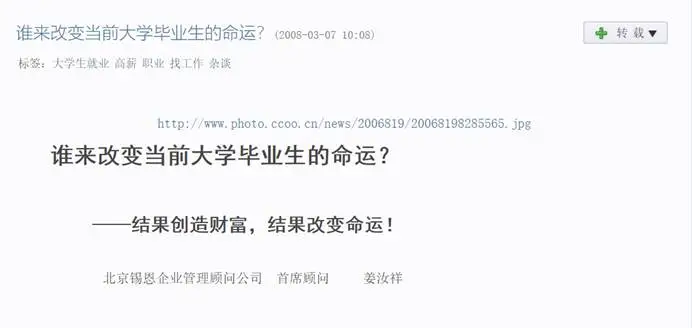 谁来改变当前大学毕业生的命运？ (2008-03-07 10:08)
转载▼
标签： 大学生就业 高薪 职业 找工作 杂谈
http://www.photo.ccoo.cn/news/2006819/20068198285565.jpg
谁来改变当前大学毕业生的命运？
——结果创造财富，结果改变命运！
北京锡恩企业管理顾问公司 首席顾问 姜汝祥